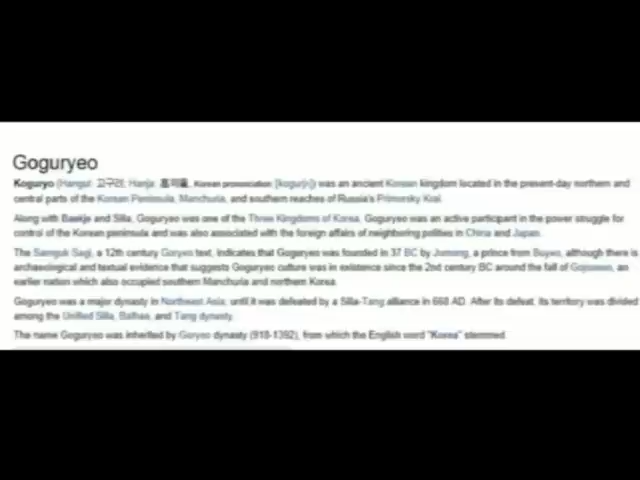 Goguryeo
Koguryo (Hangul: 고구려, Hanja: Korean pronunciation: was an ancient Korean kingdom located in the present-day northern and
central parts of the Korean Peninsula, Manchuria, and southern reaches of Russia's Primorsky Krai.
Along with Baekje and Silla, Goguryeo was one of the Three Kingdoms of Korea. Goguryeo was an active participant in the power struggle for
control of the Korean peninsula and was also associated with the foreign affairs of neighboring polities in China and Japan.
The Samguk Sagi, a 12th century Goryeo text, indicates that Goguryeo was founded in 37 BC by Jumong, a prince from Buyeo, although there is
archaeological and textual evidence that suggests Goguryeo culture was in existence since the 2nd century BC around the fall of Gojoseon, an
earlier nation which also occupied southern Manchuria and northern Korea.
Goguryeo was a major dynasty in Northeast Asia, until it was defeated by a Silla-Tang alliance in 668 AD. After its defeat, its territory was divided
among the Unified Silla, Balhae, and Tang dynasty.
The name Goguryeo was inherited by Goryeo dynasty (918-1392), from which the English word "Korea" stemmed.